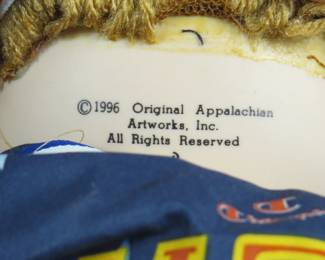 ©1996 Original Appalachian
Artworks, Inc.
All Rights Reserved
Champion